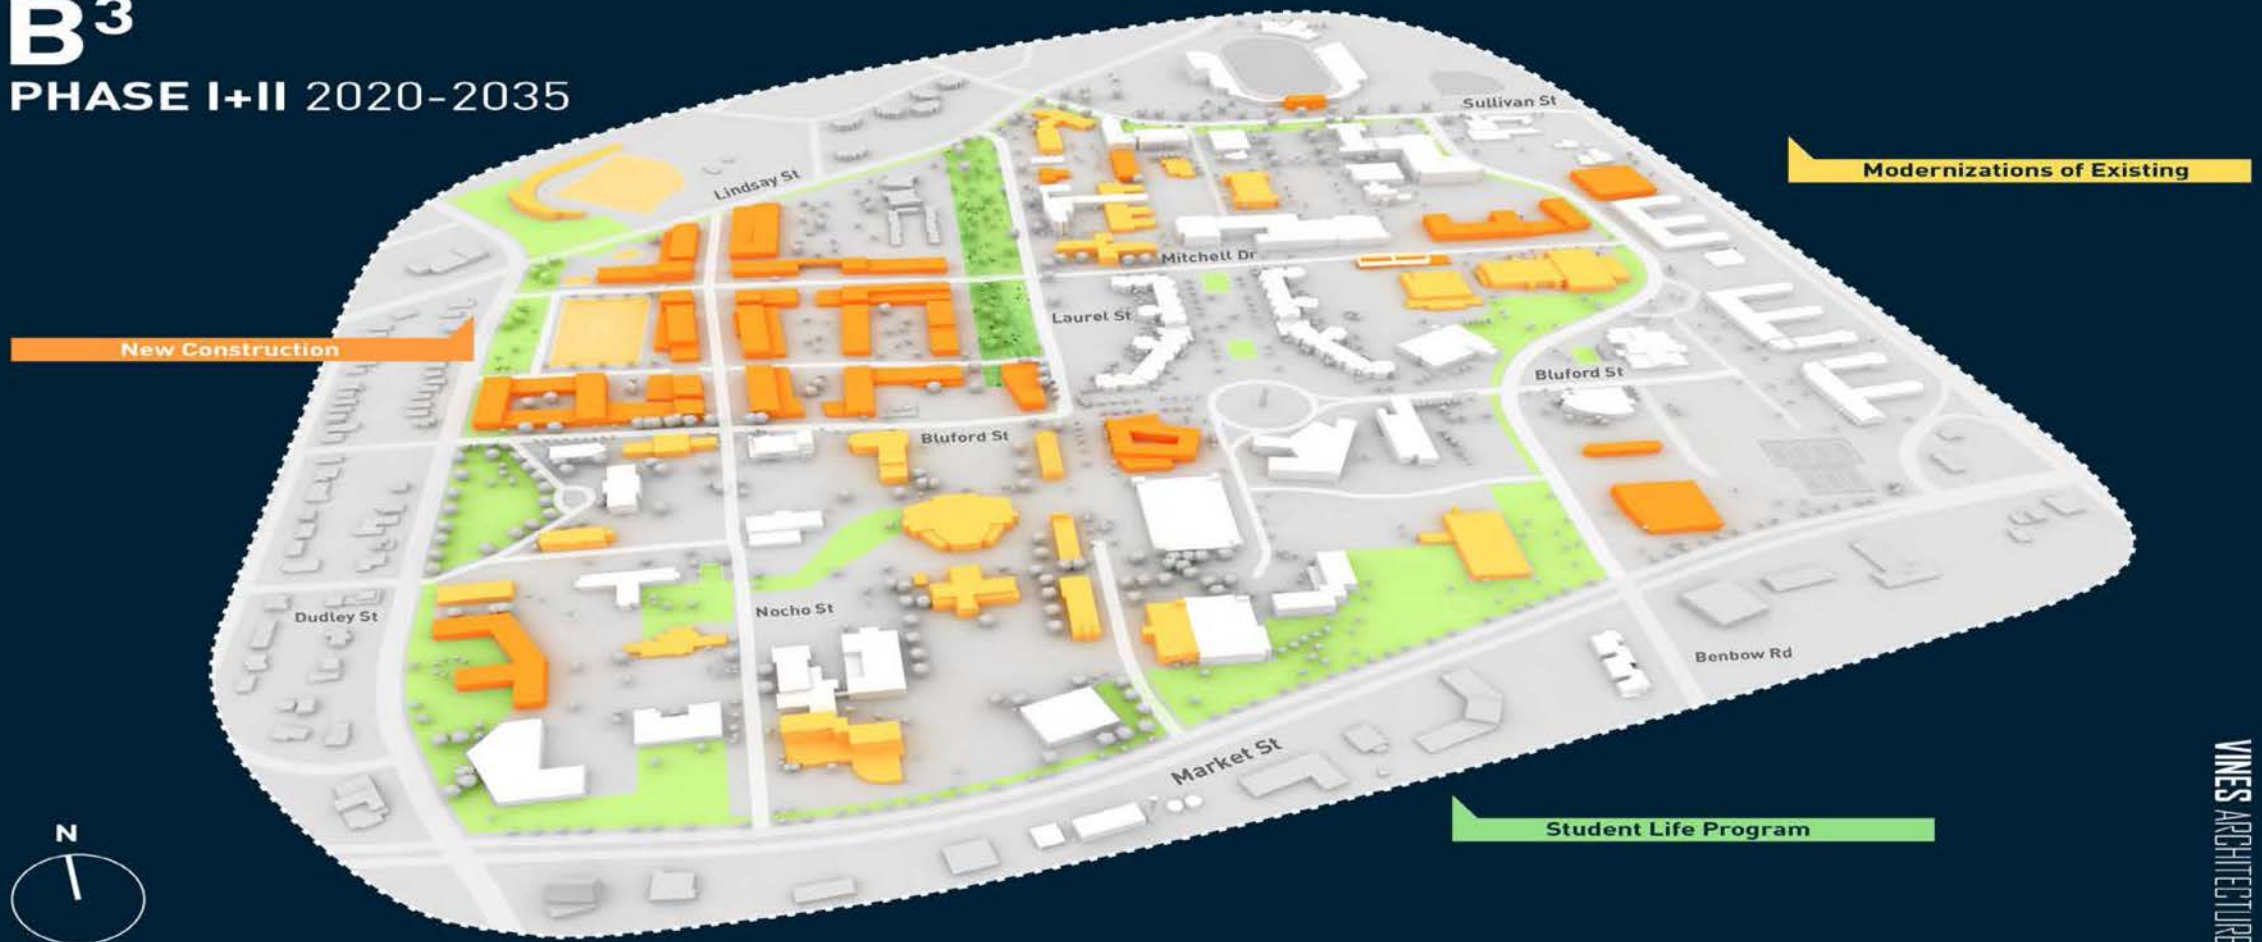 B³
PHASE I+II 2020-2035
Sullivan St
Modernizations of Existing
Lindsay St
Mitchell Dr
Laurel St
New Construction
Bluford St
Bluford St
Nocho St
Dudley St
Benbow Rd
Market St
Student Life Program
N
VINES ARCHITECTURE